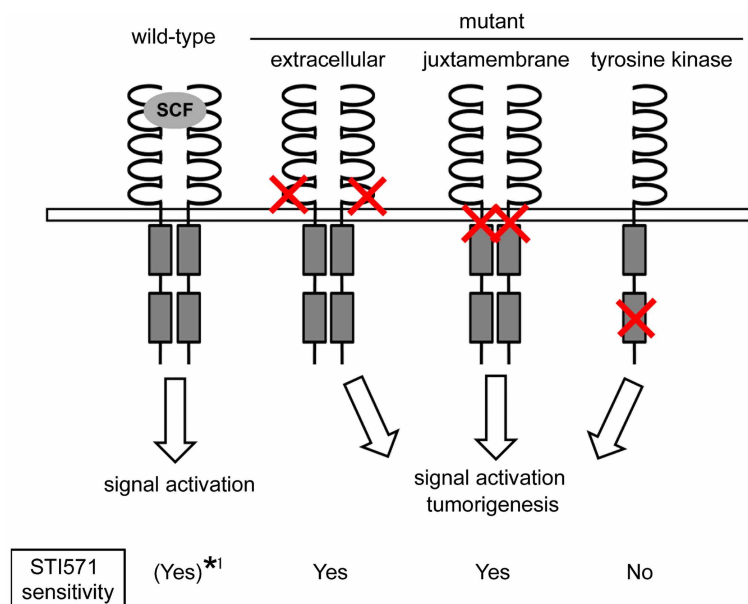 mutant
wild-type
extracellular juxtamembrane tyrosine kinase
SCF
signal activation
signal activation
tumorigenesis
STI571
sensitivity
(Yes)*1 Yes Yes No